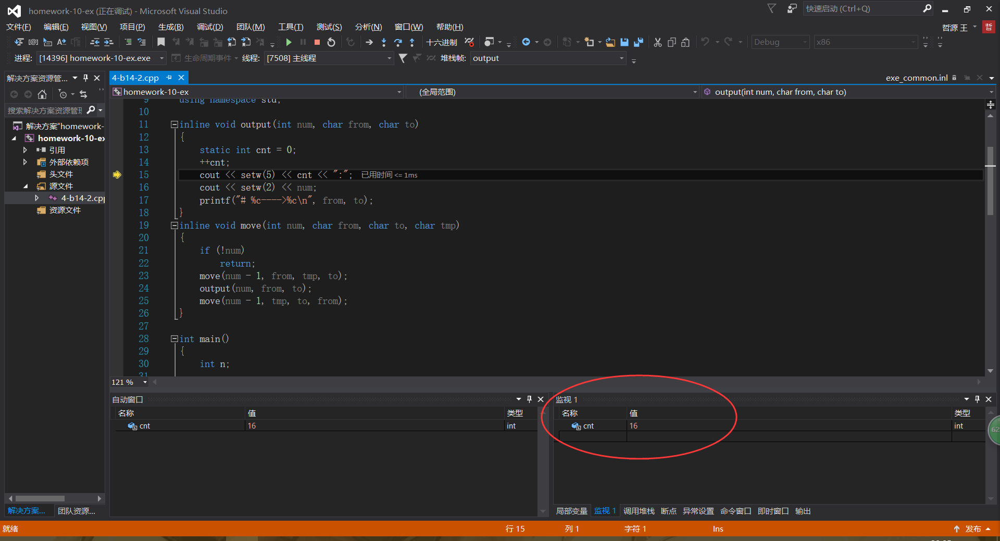 homework-10-ex (正在调试) - Microsoft Visual Studio
快速启动 (Ctrl+Q)
文件(F) 编辑(E) 视图(V) 项目(P) 生成(B) 调试(D) 团队(M) 工具(T) 测试(S) 分析(N) 窗口(W) 帮助(H)
哲源 王 哲
十六进制 Debug x86
进程: [14396] homework-10-ex.exe 生命周期事件 线程: [7508] 主线程 堆栈帧: output
解决方案资源管...
4-b14-2.cpp
exe_common.inl
homework-10-ex (全局范围) output(int num, char from, char to)
搜索解决方案资源管理
解决方案"homework-
homework-10-ex
引用
外部依赖项
头文件
源文件
4-b14-2.cpp
资源文件
解决方案... 团队资源...
9 using namespace std;
10
11 inline void output(int num, char from, char to)
12 {
13 static int cnt = 0;
14 ++cnt;
15 cout << setw(5) << cnt << ":"; 已用时间 <= 1ms
16 cout << setw(2) << num;
17 printf("# %c---->%c\n", from, to);
18 }
19 inline void move(int num, char from, char to, char tmp)
20 {
21 if (!num)
22 return;
23 move(num - 1, from, tmp, to);
24 output(num, from, to);
25 move(num - 1, tmp, to, from);
26 }
27
28 int main()
29 {
30 int n;
31
121 %
自动窗口
名称 值 类型
cnt 16 int
监视 1
名称 值 类型
cnt 16 int
62
局部变量 监视 1 调用堆栈 断点 异常设置 命令窗口 即时窗口 输出
就绪 行 15 列 1 字符 1 Ins 发布